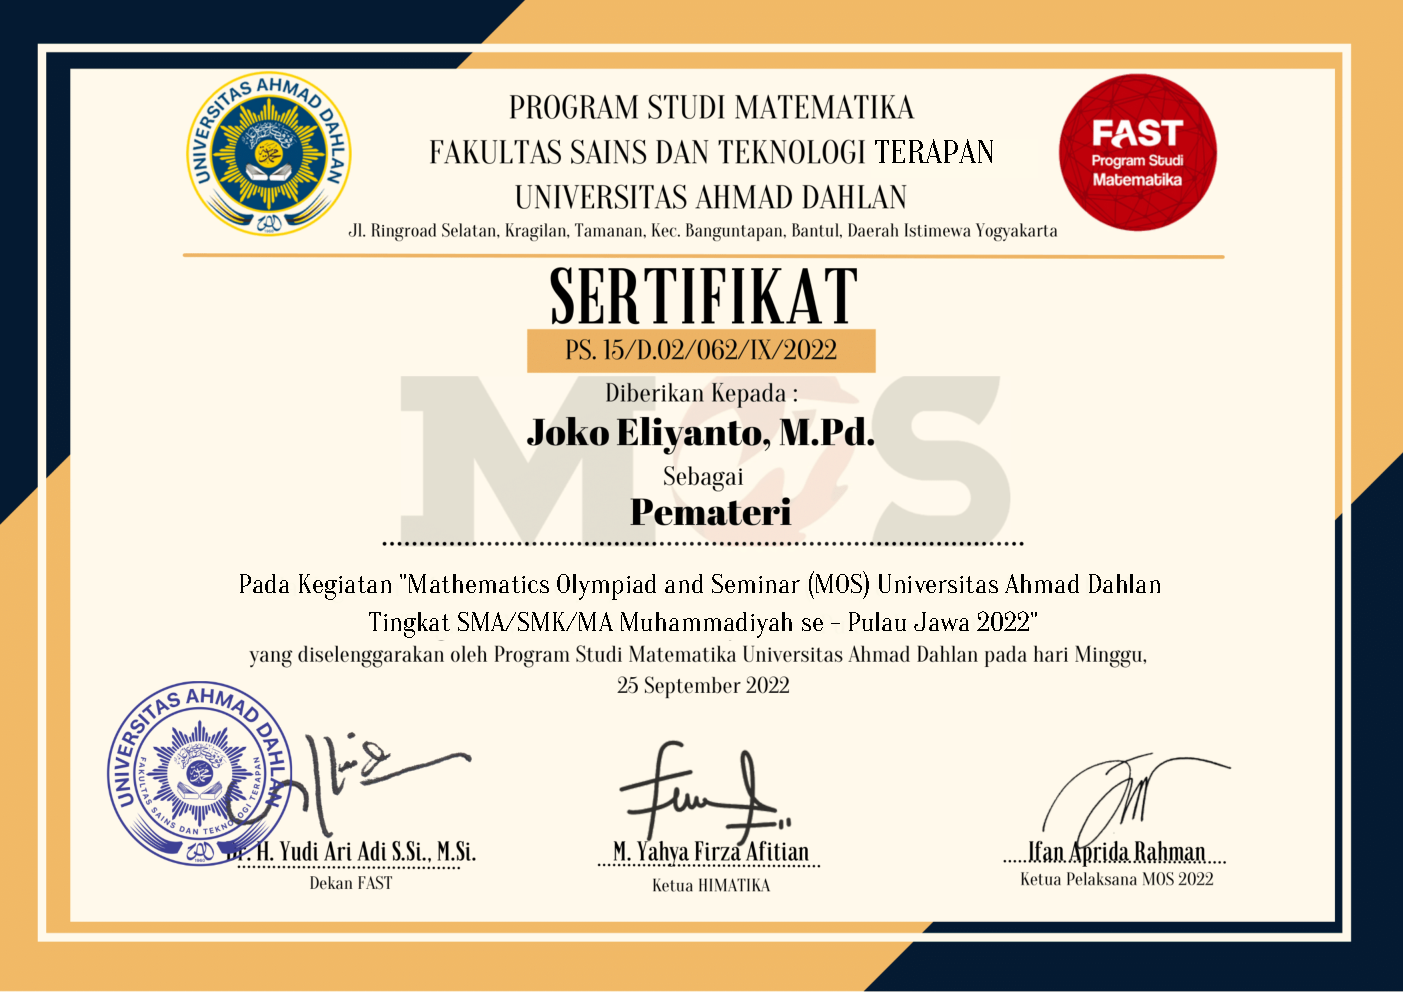 UNIVERSITAS AHMAD DAHLAN
PROGRAM STUDI MATEMATIKA
FAKULTAS SAINS DAN TEKNOLOGI TERAPAN
UNIVERSITAS AHMAD DAHLAN
Jl. Ringroad Selatan, Kragilan, Tamanan, Kec. Banguntapan, Bantul, Daerah Istimewa Yogyakarta
FAST
Program Studi
Matematika
SERTIFIKAT
PS. 15/D.02/062/IX/2022
MOS
Diberikan Kepada :
Joko Eliyanto, M.Pd.
Sebagai
Pemateri
Pada Kegiatan "Mathematics Olympiad and Seminar (MOS) Universitas Ahmad Dahlan
Tingkat SMA/SMK/MA Muhammadiyah se - Pulau Jawa 2022"
yang diselenggarakan oleh Program Studi Matematika Universitas Ahmad Dahlan pada hari Minggu,
25 September 2022
UNIVERSITAS AHMAD DAHLAN
FAKULTAS SAINS DAN TEKNOLOGI TERAPAN
Dr. H. Yudi Ari Adi S.Si., M.Si.
Dekan FAST
M. Yahya Firza Afitian
Ketua HIMATIKA
Ifan Aprida Rahman
Ketua Pelaksana MOS 2022